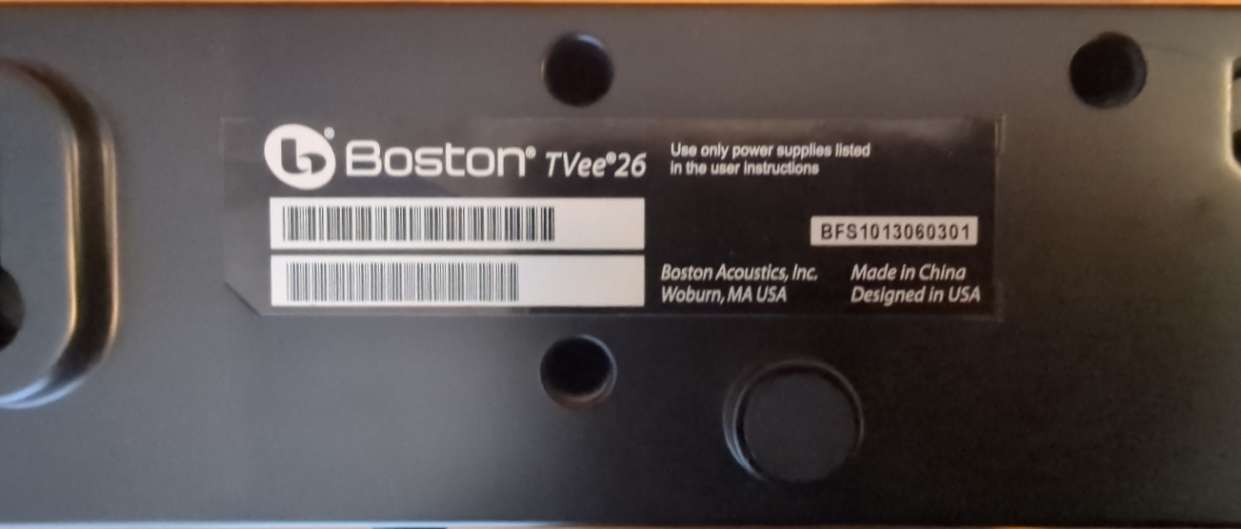 Boston® TVee®26
Use only power supplies listed
in the user instructions
BFS1013060301
Boston Acoustics, Inc.
Woburn, MA USA
Made in China
Designed in USA